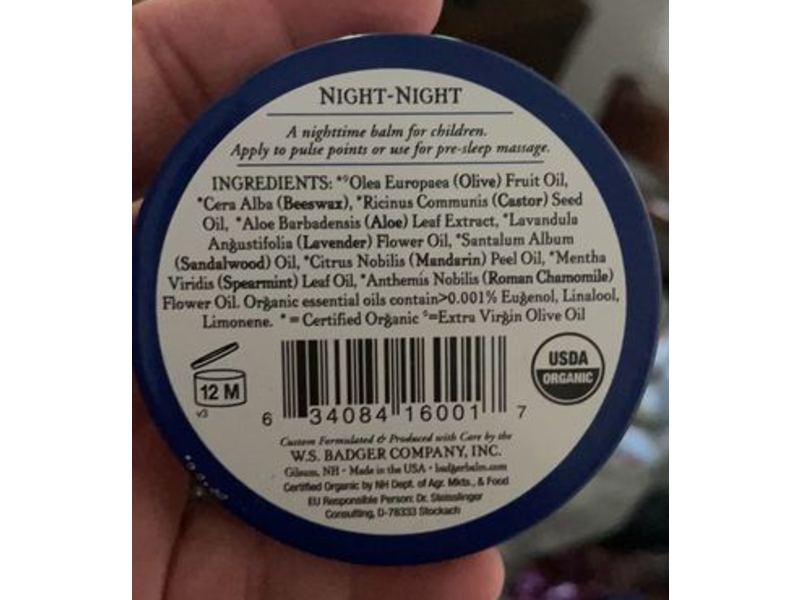 NIGHT-NIGHT
A nighttime balm for children.
Apply to pulse points or use for pre-sleep massage.
INGREDIENTS: *°Olea Europaea (Olive) Fruit Oil,
*Cera Alba (Beeswax), *Ricinus Communis (Castor) Seed
Oil, *Aloe Barbadensis (Aloe) Leaf Extract, *Lavandula
Angustifolia (Lavender) Flower Oil, *Santalum Album
(Sandalwood) Oil, *Citrus Nobilis (Mandarin) Peel Oil, *Mentha
Viridis (Spearmint) Leaf Oil, *Anthemis Nobilis (Roman Chamomile)
Flower Oil. Organic essential oils contain>0.001% Eugenol, Linalool,
Limonene. * = Certified Organic °=Extra Virgin Olive Oil
12 M
v3
USDA
ORGANIC
6 34084 16001 7
Custom Formulated & Produced with Care by the
W.S. BADGER COMPANY, INC.
Gilsum, NH • Made in the USA • badgerbalm.com
Certified Organic by NH Dept. of Agr. Mkts., & Food
EU Responsible Person: Dr. Steisslinger
Consulting, D-78333 Stockach